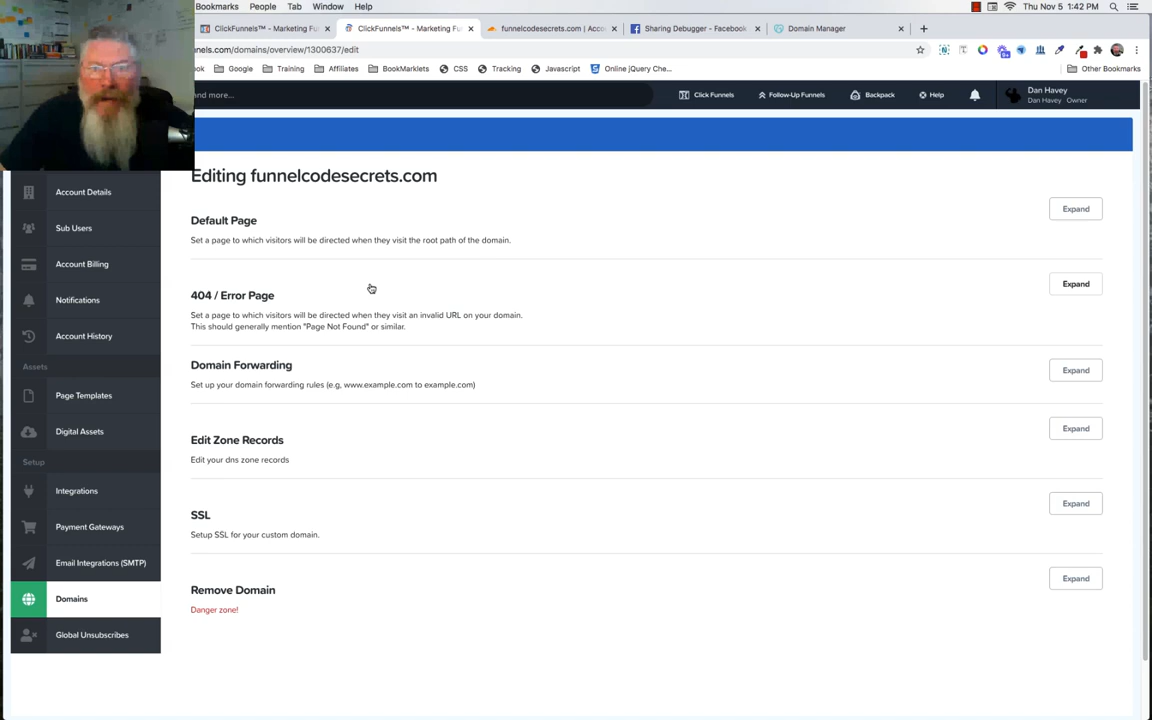 Bookmarks People Tab Window Help
Thu Nov 5 1:42 PM
ClickFunnels™ - Marketing Fu
ClickFunnels™ - Marketing Fu
funnelcodesecrets.com | Acco
Sharing Debugger - Facebook
Domain Manager
nels.com/domains/overview/1300637/edit
ok Google Training Affiliates BookMarklets CSS Tracking Javascript Online jQuery Che...
Other Bookmarks
nd more...
Click Funnels
Follow-Up Funnels
Backpack
Help
Dan Havey
Dan Havey Owner
Editing funnelcodesecrets.com
Account Details
Sub Users
Account Billing
Notifications
Account History
Assets
Page Templates
Digital Assets
Setup
Integrations
Payment Gateways
Email Integrations (SMTP)
Domains
Global Unsubscribes
Default Page
Set a page to which visitors will be directed when they visit the root path of the domain.
Expand
404 / Error Page
Set a page to which visitors will be directed when they visit an invalid URL on your domain.
This should generally mention "Page Not Found" or similar.
Expand
Domain Forwarding
Set up your domain forwarding rules (e.g, www.example.com to example.com)
Expand
Edit Zone Records
Edit your dns zone records
Expand
SSL
Setup SSL for your custom domain.
Expand
Remove Domain
Danger zone!
Expand